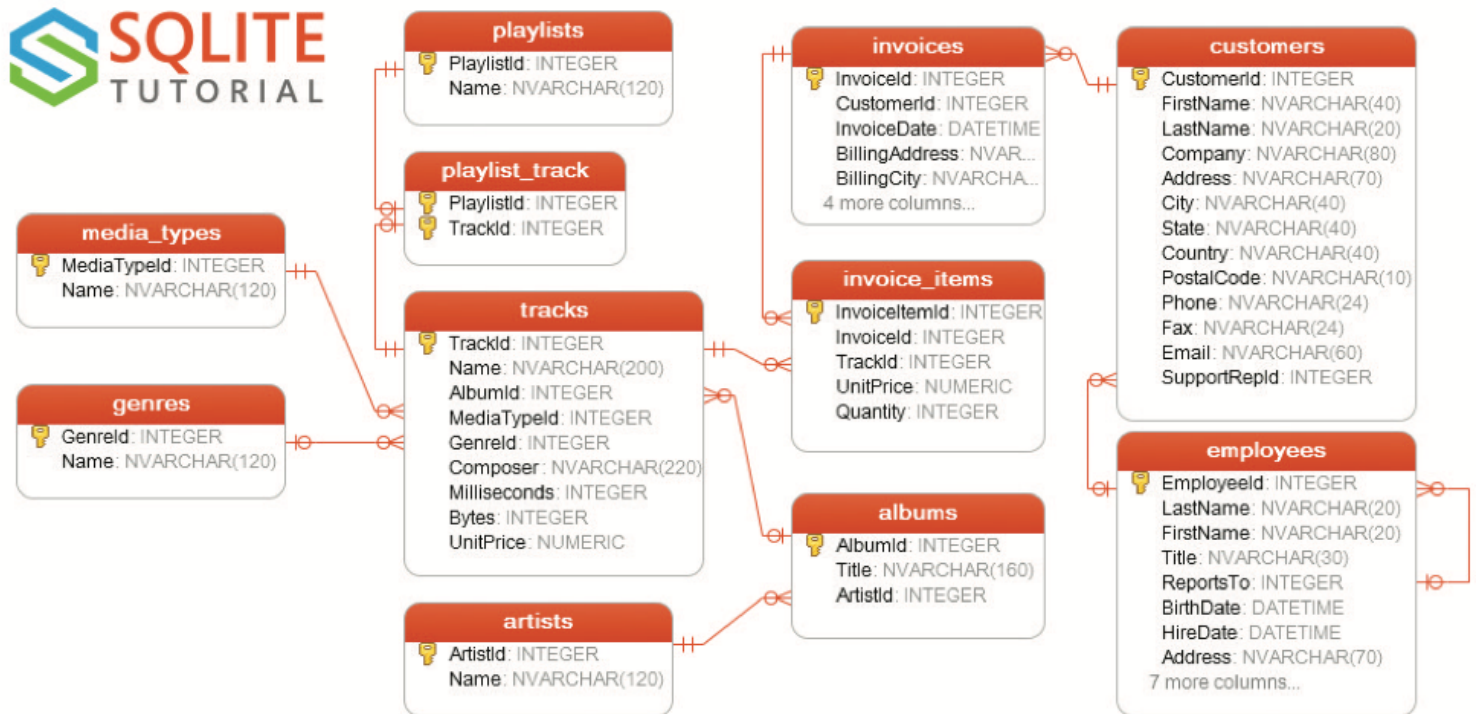 SQLITE
TUTORIAL
playlists
PlaylistId: INTEGER
Name: NVARCHAR(120)
playlist_track
PlaylistId: INTEGER
TrackId: INTEGER
media_types
MediaTypeId: INTEGER
Name: NVARCHAR(120)
genres
GenreId: INTEGER
Name: NVARCHAR(120)
tracks
TrackId: INTEGER
Name: NVARCHAR(200)
AlbumId: INTEGER
MediaTypeId: INTEGER
GenreId: INTEGER
Composer: NVARCHAR(220)
Milliseconds: INTEGER
Bytes: INTEGER
UnitPrice: NUMERIC
artists
ArtistId: INTEGER
Name: NVARCHAR(120)
invoices
InvoiceId: INTEGER
CustomerId: INTEGER
InvoiceDate: DATETIME
BillingAddress: NVAR...
BillingCity: NVARCHA...
4 more columns...
invoice_items
InvoiceItemId: INTEGER
InvoiceId: INTEGER
TrackId: INTEGER
UnitPrice: NUMERIC
Quantity: INTEGER
albums
AlbumId: INTEGER
Title: NVARCHAR(160)
ArtistId: INTEGER
customers
CustomerId: INTEGER
FirstName: NVARCHAR(40)
LastName: NVARCHAR(20)
Company: NVARCHAR(80)
Address: NVARCHAR(70)
City: NVARCHAR(40)
State: NVARCHAR(40)
Country: NVARCHAR(40)
PostalCode: NVARCHAR(10)
Phone: NVARCHAR(24)
Fax: NVARCHAR(24)
Email: NVARCHAR(60)
SupportRepId: INTEGER
employees
EmployeeId: INTEGER
LastName: NVARCHAR(20)
FirstName: NVARCHAR(20)
Title: NVARCHAR(30)
ReportsTo: INTEGER
BirthDate: DATETIME
HireDate: DATETIME
Address: NVARCHAR(70)
7 more columns...